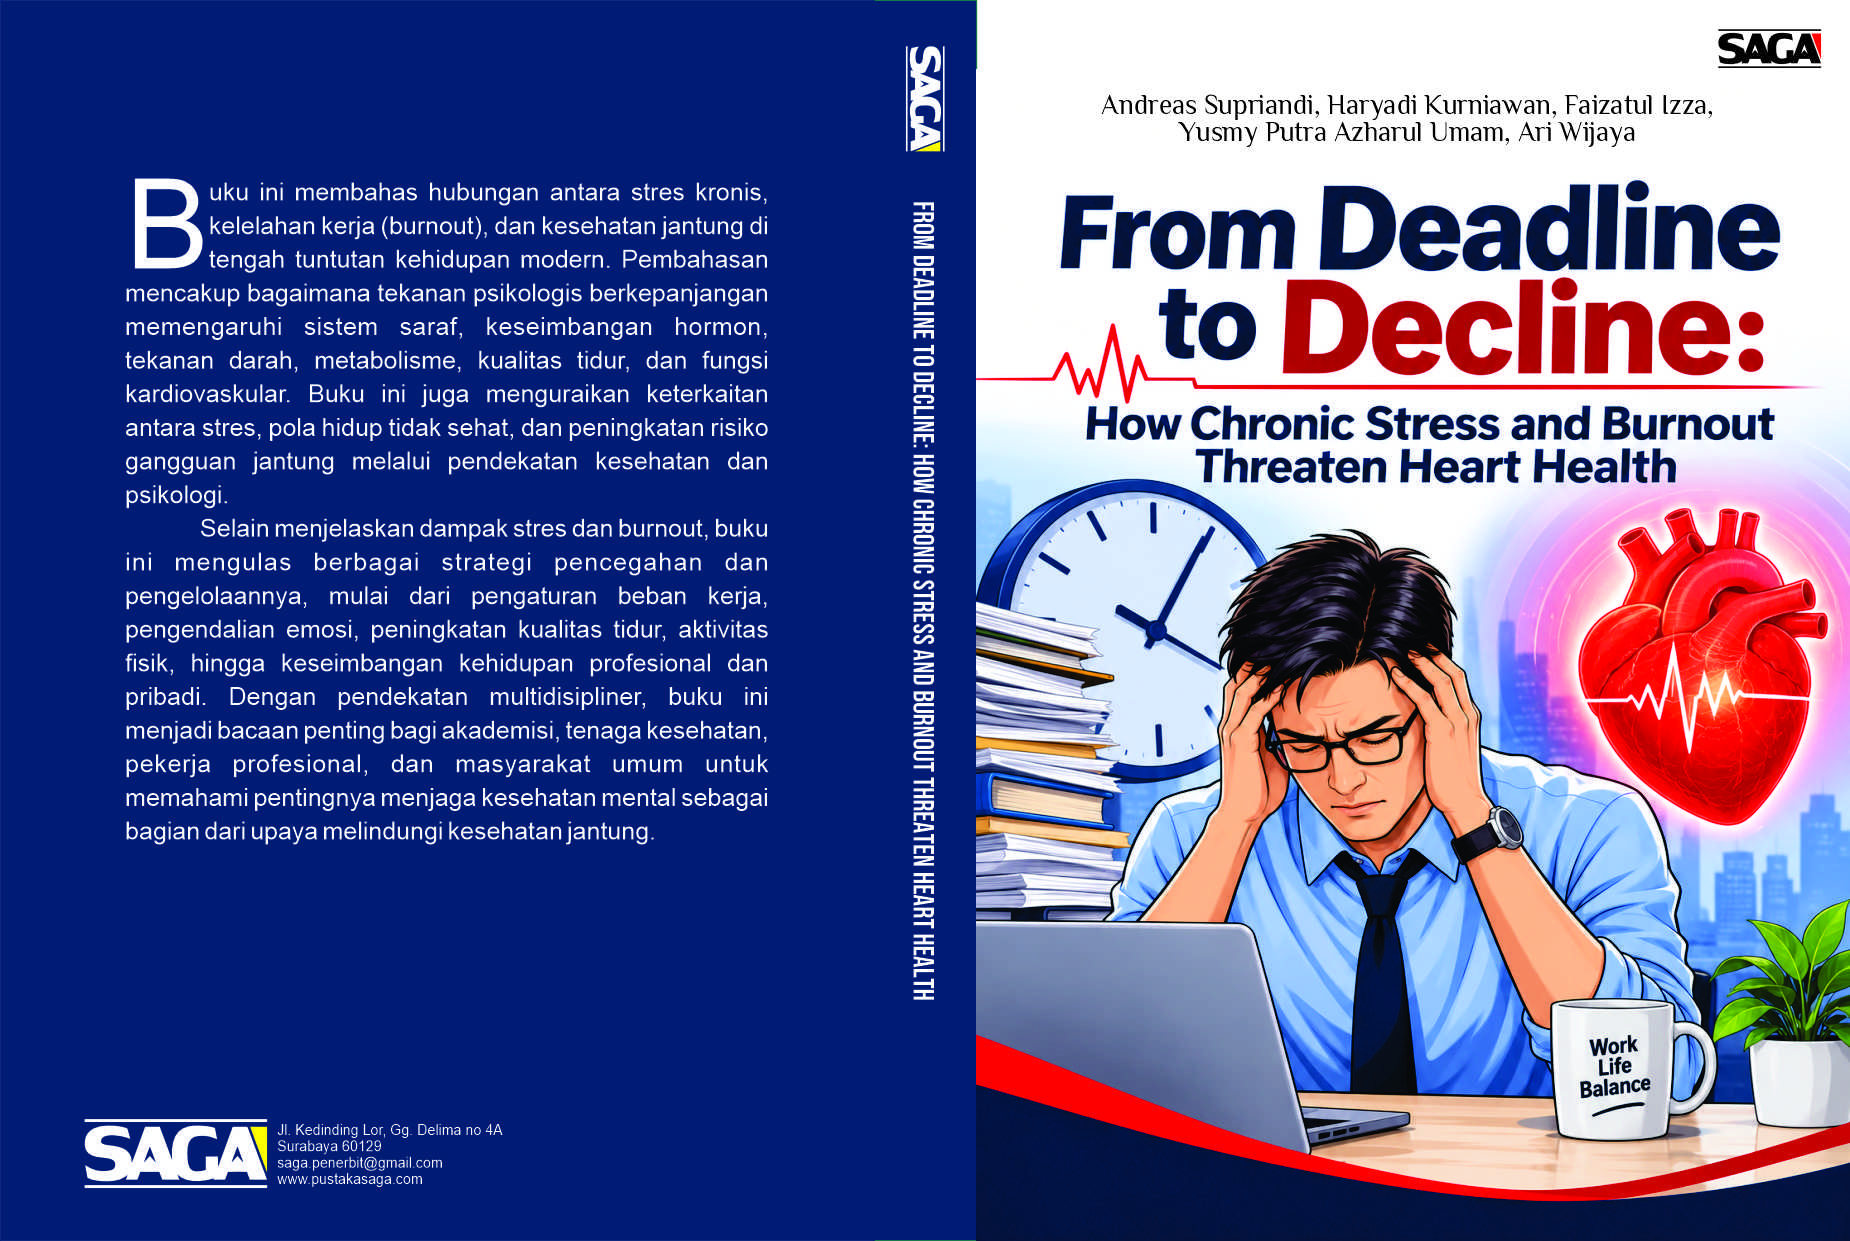 Buku ini membahas hubungan antara stres kronis,
kelelahan kerja (burnout), dan kesehatan jantung di
tengah tuntutan kehidupan modern. Pembahasan
mencakup bagaimana tekanan psikologis berkepanjangan
memengaruhi sistem saraf, keseimbangan hormon,
tekanan darah, metabolisme, kualitas tidur, dan fungsi
kardiovaskular. Buku ini juga menguraikan keterkaitan
antara stres, pola hidup tidak sehat, dan peningkatan risiko
gangguan jantung melalui pendekatan kesehatan dan
psikologi.
Selain menjelaskan dampak stres dan burnout, buku
ini mengulas berbagai strategi pencegahan dan
pengelolaannya, mulai dari pengaturan beban kerja,
pengendalian emosi, peningkatan kualitas tidur, aktivitas
fisik, hingga keseimbangan kehidupan profesional dan
pribadi. Dengan pendekatan multidisipliner, buku ini
menjadi bacaan penting bagi akademisi, tenaga kesehatan,
pekerja profesional, dan masyarakat umum untuk
memahami pentingnya menjaga kesehatan mental sebagai
bagian dari upaya melindungi kesehatan jantung.
SAGA
Jl. Kedinding Lor, Gg. Delima no 4A
Surabaya 60129
saga.penerbit@gmail.com
www.pustakasaga.com
SAGA
FROM DEADLINE TO DECLINE: HOW CHRONIC STRESS AND BURNOUT THREATEN HEART HEALTH
SAGA
Andreas Supriandi, Haryadi Kurniawan, Faizatul Izza,
Yusmy Putra Azharul Umam, Ari Wijaya
From Deadline
to Decline:
How Chronic Stress and Burnout
Threaten Heart Health
Work
Life
Balance